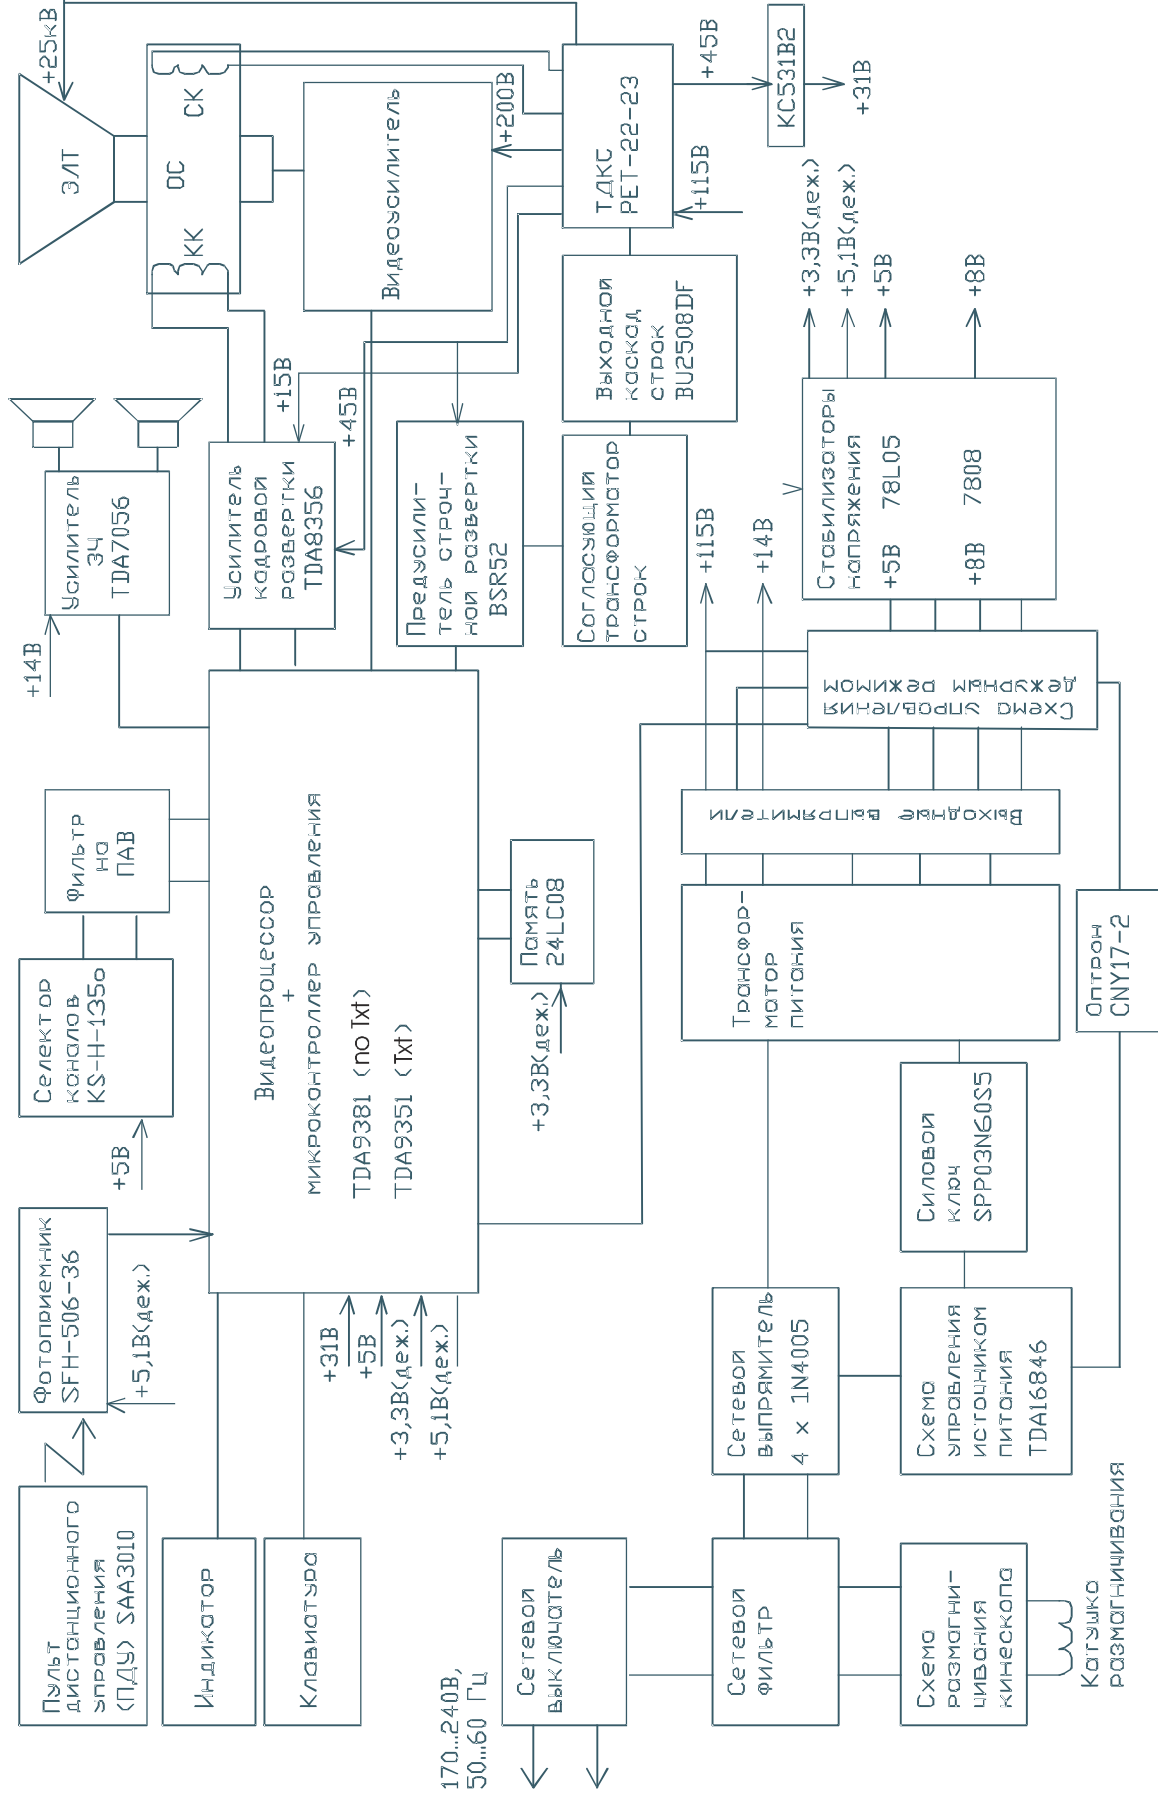 Пульт
дистанционного
управления
(ПДУ) SAA3010
Фотоприемник
SFH-506-36
+5,1В(деж.)
Селектор
каналов
KS-H-135o
+5В
Фильтр
на
ПАВ
Усилитель
ЗЧ
TDA7056
+14В
ЭЛТ
+25кВ
КК
ОС
СК
Индикатор
Клавиатура
Видеопроцессор
+
микроконтроллер управления
TDA9381 (no Txt)
TDA9351 (Txt)
+31В
+5В
+3,3В(деж.)
+5,1В(деж.)
Усилитель
кадровой
развертки
TDA8356
+15В
+45В
Видеоусилитель
+200В
Предусили-
тель строч-
ной развертки
BSR52
Память
24LC08
+3,3В(деж.)
Согласующий
трансформатор
строк
Выходной
каскад
строк
BU2508DF
ТДКС
PET-22-23
+115В
+45В
KC531B2
+31В
170...240В,
50...60 Гц
Сетевой
выключатель
Сетевой
фильтр
Сетевой
выпрямитель
4 x 1N4005
Трансфор-
матор
питания
Выходные выпрямители
Схема управления
дежурным режимом
+115В
+14В
Стабилизаторы
напряжения
+5В 78L05
+8В 7808
+3,3В(деж.)
+5,1В(деж.)
+5В
+8В
Схема
размагни-
чивания
кинескопа
Катушка
размагничивания
Схема
управления
источником
питания
TDA16846
Силовой
ключ
SPP03N60S5
Оптрон
CNY17-2